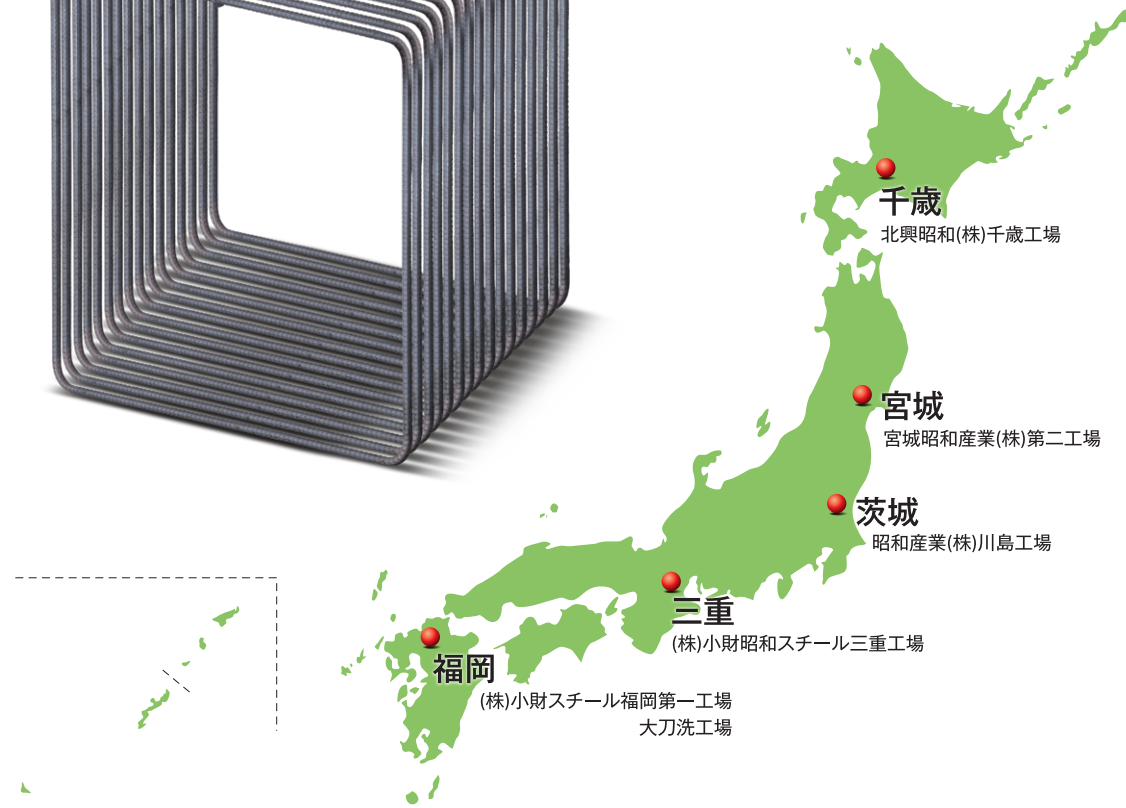 千歳
北興昭和(株)千歳工場
宮城
宮城昭和産業(株)第二工場
茨城
昭和産業(株)川島工場
三重
(株)小財昭和スチール三重工場
福岡
(株)小財スチール福岡第一工場
大刀洗工場